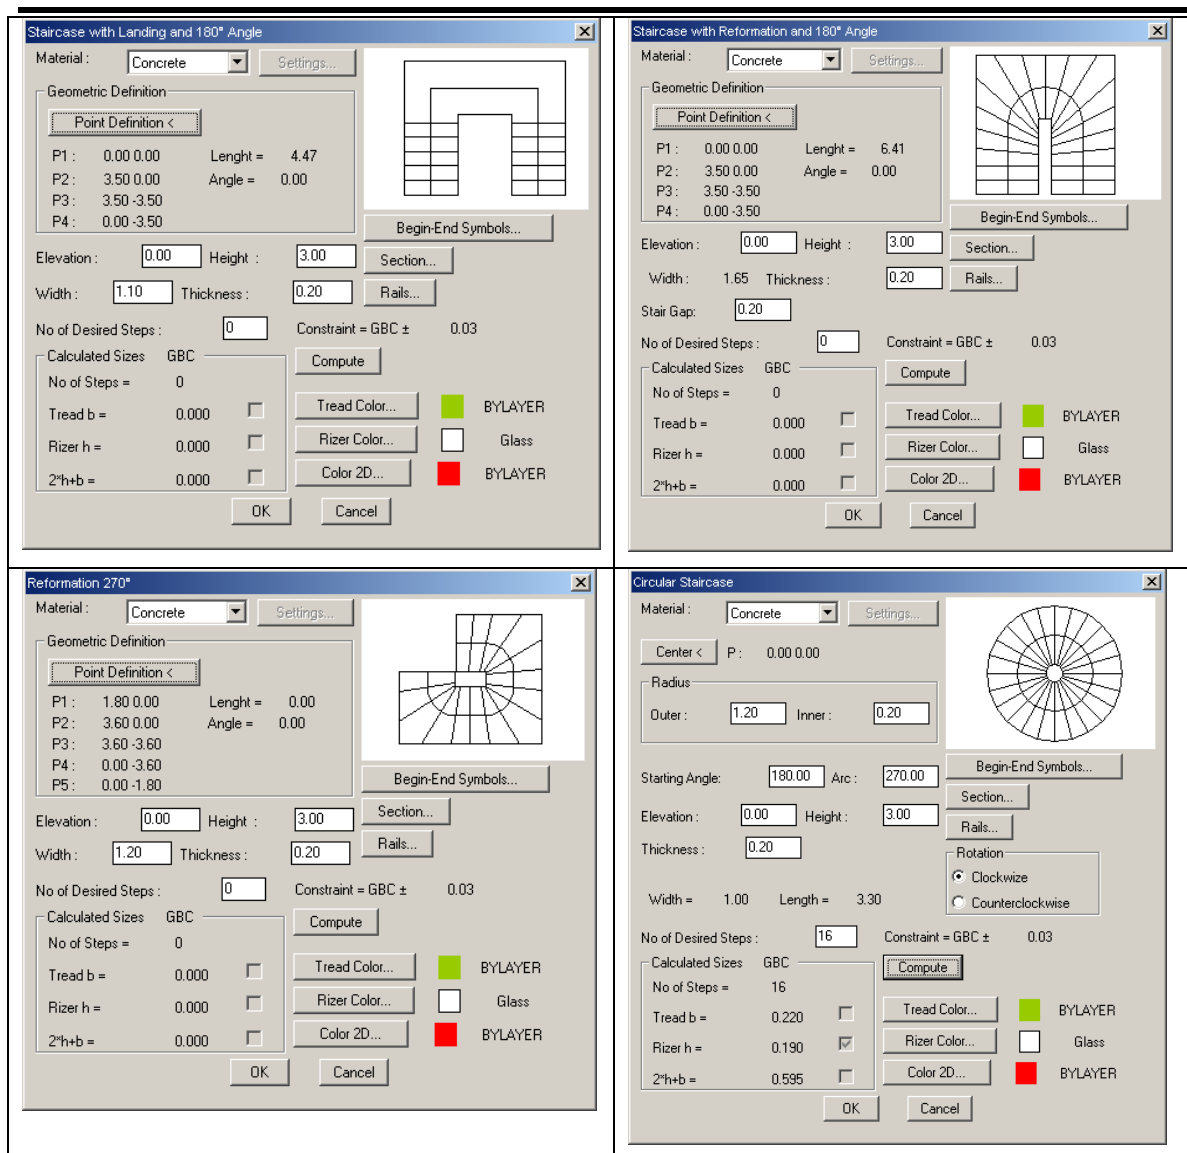 Staircase with Landing and 180° Angle
Material : Concrete Settings...
Geometric Definition
Point Definition <
P1 : 0.00 0.00 Lenght = 4.47
P2 : 3.50 0.00 Angle = 0.00
P3 : 3.50 -3.50
P4 : 0.00 -3.50
Begin-End Symbols...
Elevation : 0.00 Height : 3.00 Section...
Width : 1.10 Thickness : 0.20 Rails...
No of Desired Steps : 0 Constraint = GBC ± 0.03
Calculated Sizes GBC Compute
No of Steps = 0
Tread b = 0.000 Tread Color... BYLAYER
Rizer h = 0.000 Rizer Color... Glass
2*h+b = 0.000 Color 2D... BYLAYER
OK Cancel
Staircase with Reformation and 180° Angle
Material : Concrete Settings...
Geometric Definition
Point Definition <
P1 : 0.00 0.00 Lenght = 6.41
P2 : 3.50 0.00 Angle = 0.00
P3 : 3.50 -3.50
P4 : 0.00 -3.50
Begin-End Symbols...
Elevation : 0.00 Height : 3.00 Section...
Width : 1.65 Thickness : 0.20 Rails...
Stair Gap: 0.20
No of Desired Steps : 0 Constraint = GBC ± 0.03
Calculated Sizes GBC Compute
No of Steps = 0
Tread b = 0.000 Tread Color... BYLAYER
Rizer h = 0.000 Rizer Color... Glass
2*h+b = 0.000 Color 2D... BYLAYER
OK Cancel
Reformation 270°
Material : Concrete Settings...
Geometric Definition
Point Definition <
P1 : 1.80 0.00 Lenght = 0.00
P2 : 3.60 0.00 Angle = 0.00
P3 : 3.60 -3.60
P4 : 0.00 -3.60
P5 : 0.00 -1.80
Begin-End Symbols...
Elevation : 0.00 Height : 3.00 Section...
Width : 1.20 Thickness : 0.20 Rails...
No of Desired Steps : 0 Constraint = GBC ± 0.03
Calculated Sizes GBC Compute
No of Steps = 0
Tread b = 0.000 Tread Color... BYLAYER
Rizer h = 0.000 Rizer Color... Glass
2*h+b = 0.000 Color 2D... BYLAYER
OK Cancel
Circular Staircase
Material : Concrete Settings...
Center < P : 0.00 0.00
Radius
Outer : 1.20 Inner : 0.20
Begin-End Symbols...
Starting Angle: 180.00 Arc : 270.00
Section...
Elevation : 0.00 Height : 3.00
Rails...
Thickness : 0.20
Rotation
Clockwize
Width = 1.00 Length = 3.30
Counterclockwise
No of Desired Steps : 16 Constraint = GBC ± 0.03
Calculated Sizes GBC Compute
No of Steps = 16
Tread b = 0.220 Tread Color... BYLAYER
Rizer h = 0.190 Rizer Color... Glass
2*h+b = 0.595 Color 2D... BYLAYER
OK Cancel